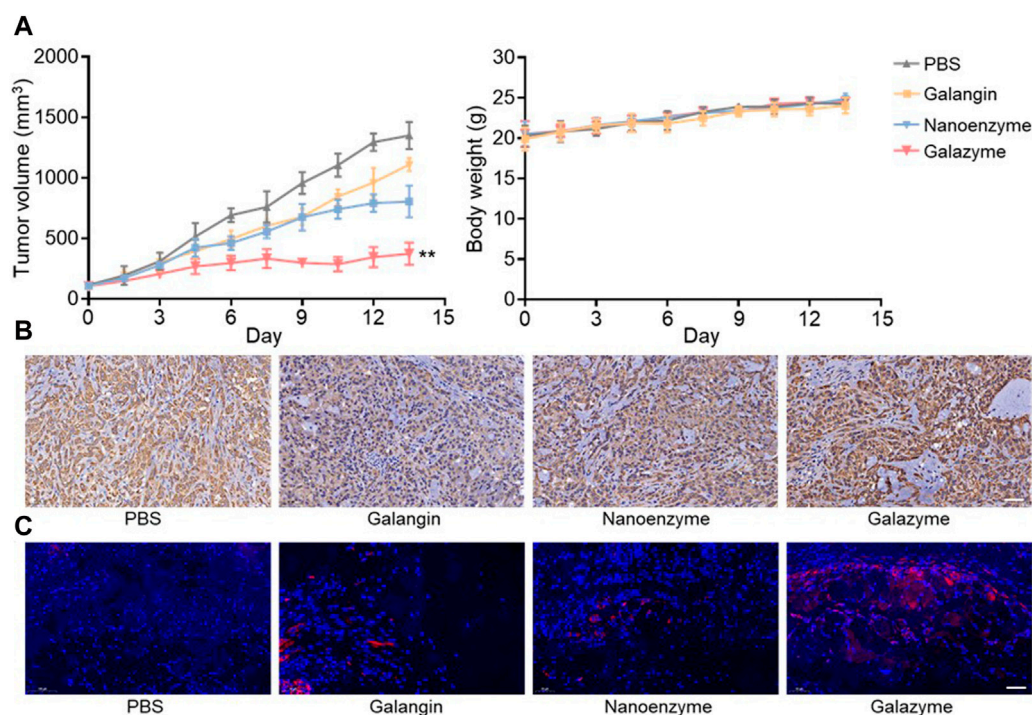 A
2000
1500
1000
500
0
Tumor volume (mm³)
0 3 6 9 12 15
Day
**
30
25
20
15
10
5
0
Body weight (g)
0 3 6 9 12 15
Day
PBS
Galangin
Nanoenzyme
Galazyme
B
PBS Galangin Nanoenzyme Galazyme
C
PBS Galangin Nanoenzyme Galazyme